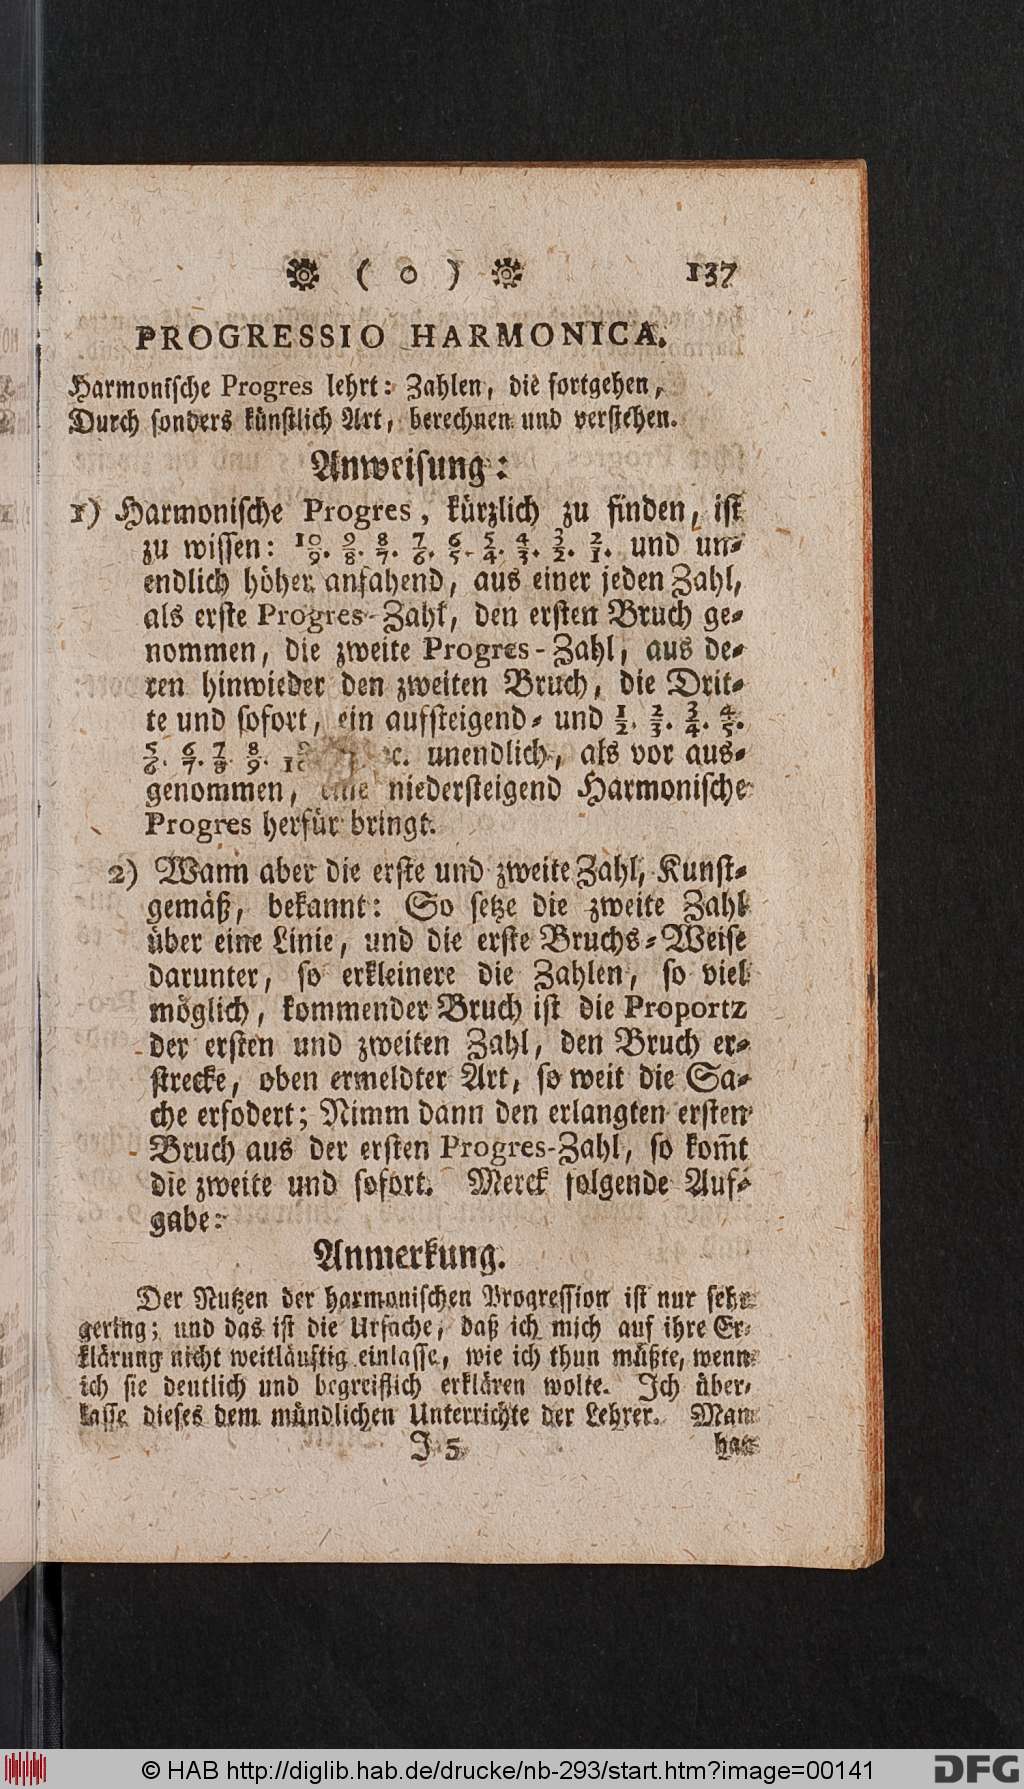 ( o ) 137
PROGRESSIO HARMONICA.
Harmonische Progres lehrt: Zahlen, die fortgehen,
Durch sonders künstlich Art, berechnen und verstehen.
Anweisung:
1) Harmonische Progres, kürzlich zu finden, ist
zu wissen: 10/9. 9/8. 8/7. 7/6. 6/5. 5/4. 4/3. 3/2. 2/1. und un-
endlich höher anfahend, aus einer jeden Zahl,
als erste Progres-Zahl, den ersten Bruch ge-
nommen, die zweite Progres-Zahl, aus de-
ren hinwieder den zweiten Bruch, die Drit-
te und sofort, ein aufsteigend- und 1/2. 2/3. 3/4. 4/5.
5/6. 6/7. 7/8. 8/9. 9/10 c. unendlich, als vor aus-
genommen, eine niedersteigend Harmonische
Progres herfür bringt.
2) Wann aber die erste und zweite Zahl, Kunst-
gemäß, bekannt: So setze die zweite Zahl
über eine Linie, und die erste Bruchs-Weise
darunter, so erkleinere die Zahlen, so viel
möglich, kommender Bruch ist die Proportz
der ersten und zweiten Zahl, den Bruch er-
strecke, oben ermeldter Art, so weit die Sa-
che erfodert; Nimm dann den erlangten ersten
Bruch aus der ersten Progres-Zahl, so kom̃t
die zweite und sofort. Merck folgende Auf-
gabe:
Anmerkung.
Der Nutzen der harmonischen Progression ist nur sehr
gering; und das ist die Ursache, daß ich mich auf ihre Er-
klärung nicht weitläuftig einlasse, wie ich thun müßte, wenn
ich sie deutlich und begreiflich erklären wolte. Ich über-
lasse dieses dem mündlichen Unterrichte der Lehrer. Man
J 5 hat
© HAB http://diglib.hab.de/drucke/nb-293/start.htm?image=00141
DFG